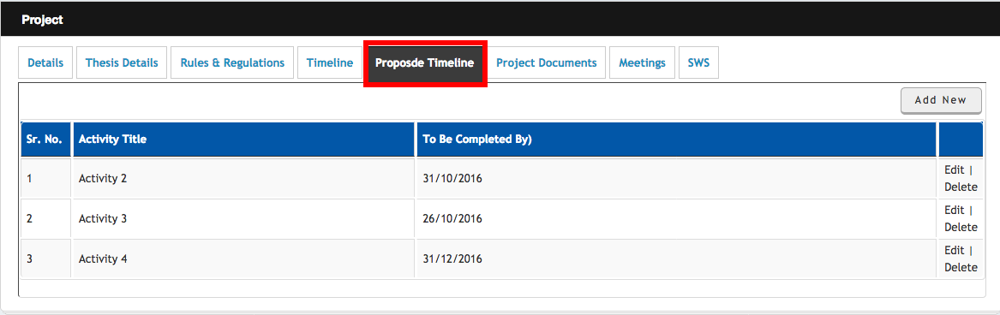 Project
Details Thesis Details Rules & Regulations Timeline Proposde Timeline Project Documents Meetings SWS
Add New
Sr. No. Activity Title To Be Completed By)
1 Activity 2 31/10/2016 Edit |
Delete
2 Activity 3 26/10/2016 Edit |
Delete
3 Activity 4 31/12/2016 Edit |
Delete